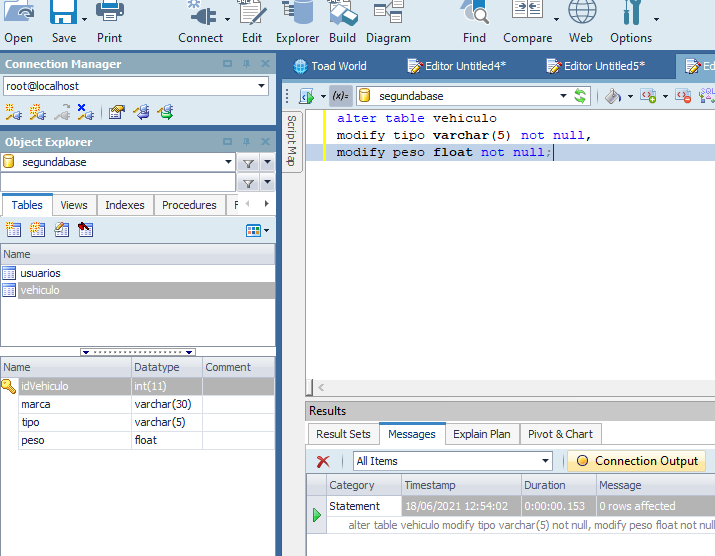 Open Save Print Connect Edit Explorer Build Diagram Find Compare Web Options
Connection Manager
root@localhost
Object Explorer
segundabase
Tables Views Indexes Procedures
Name
usuarios
vehiculo
Name Datatype Comment
idVehiculo int(11)
marca varchar(30)
tipo varchar(5)
peso float
Toad World Editor Untitled4* Editor Untitled5* Ed
(x)= segundabase SQL
Script Map
alter table vehiculo
modify tipo varchar(5) not null,
modify peso float not null;
Results
Result Sets Messages Explain Plan Pivot & Chart
All Items Connection Output
Category Timestamp Duration Message
Statement 18/06/2021 12:54:02 0:00:00.153 0 rows affected
alter table vehiculo modify tipo varchar(5) not null, modify peso float not null